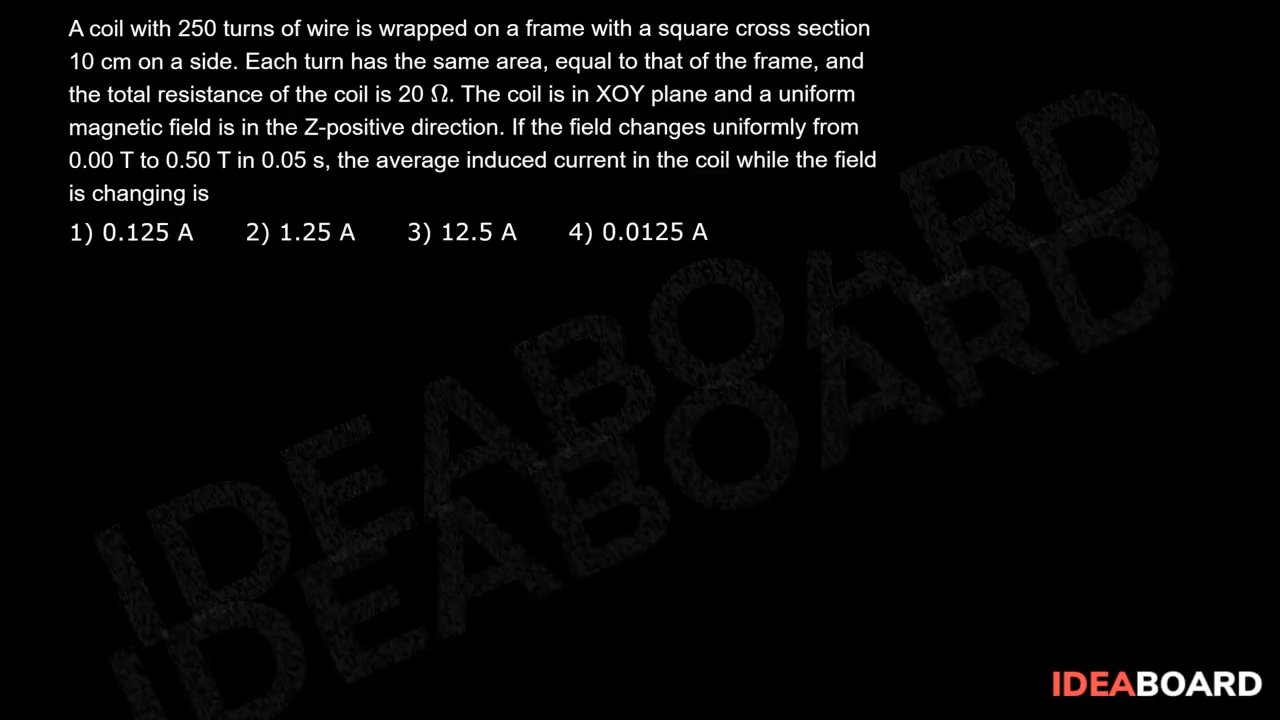 A coil with 250 turns of wire is wrapped on a frame with a square cross section
10 cm on a side. Each turn has the same area, equal to that of the frame, and
the total resistance of the coil is 20 Ω. The coil is in XOY plane and a uniform
magnetic field is in the Z-positive direction. If the field changes uniformly from
0.00 T to 0.50 T in 0.05 s, the average induced current in the coil while the field
is changing is
1) 0.125 A 2) 1.25 A 3) 12.5 A 4) 0.0125 A
IDEABOARD
IDEABOARD
IDEABOARD